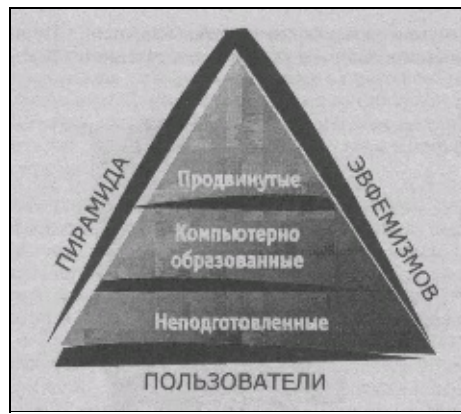 ПИРАМИДА
ЭВФЕМИЗМОВ
Продвинутые
Компьютерно
образованные
Неподготовленные
ПОЛЬЗОВАТЕЛИ